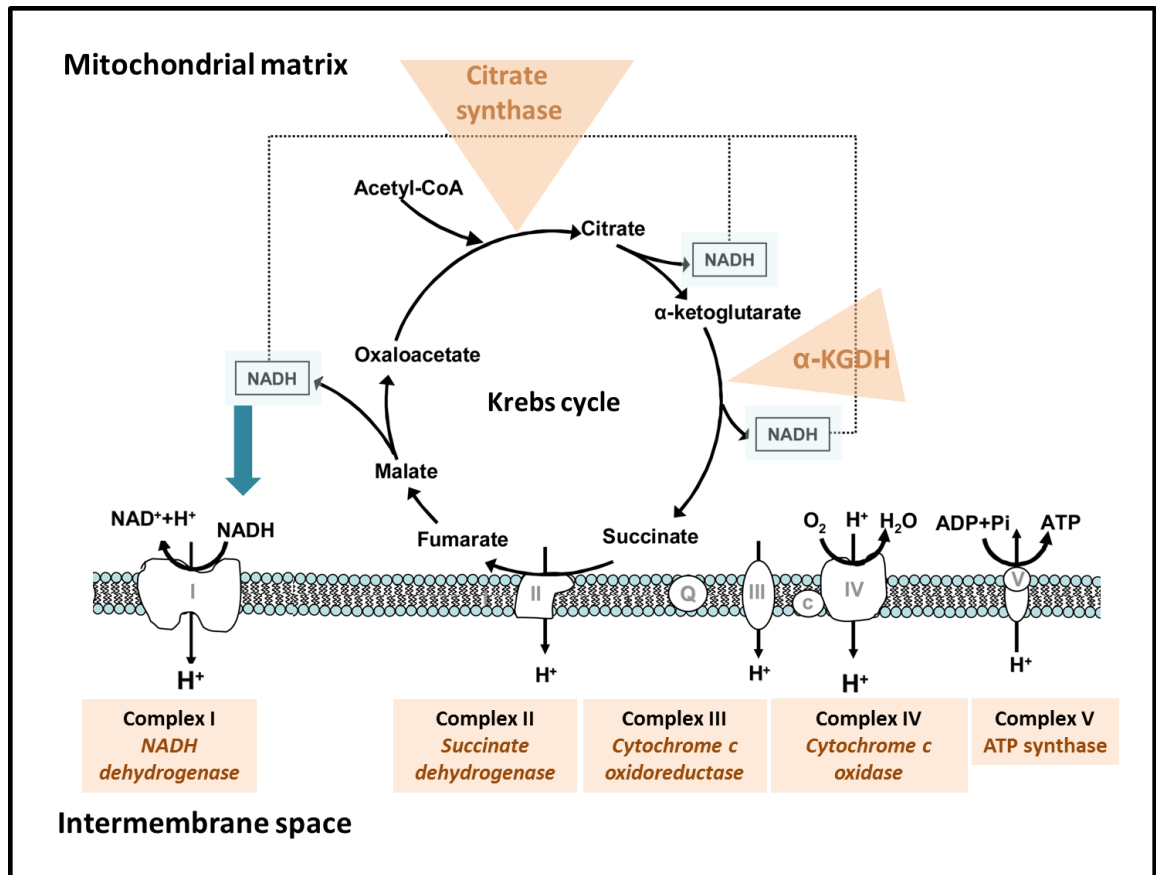 Mitochondrial matrix
Citrate
synthase
Acetyl-CoA
Citrate
NADH
α-ketoglutarate
α-KGDH
Oxaloacetate
NADH
Krebs cycle
NADH
Malate
NAD⁺+H⁺
NADH
Fumarate
Succinate
O₂
H⁺
H₂O
ADP+Pi
ATP
I
II
Q
III
c
IV
V
H⁺
H⁺
H⁺
H⁺
H⁺
Complex I
NADH
dehydrogenase
Complex II
Succinate
dehydrogenase
Complex III
Cytochrome c
oxidoreductase
Complex IV
Cytochrome c
oxidase
Complex V
ATP synthase
Intermembrane space